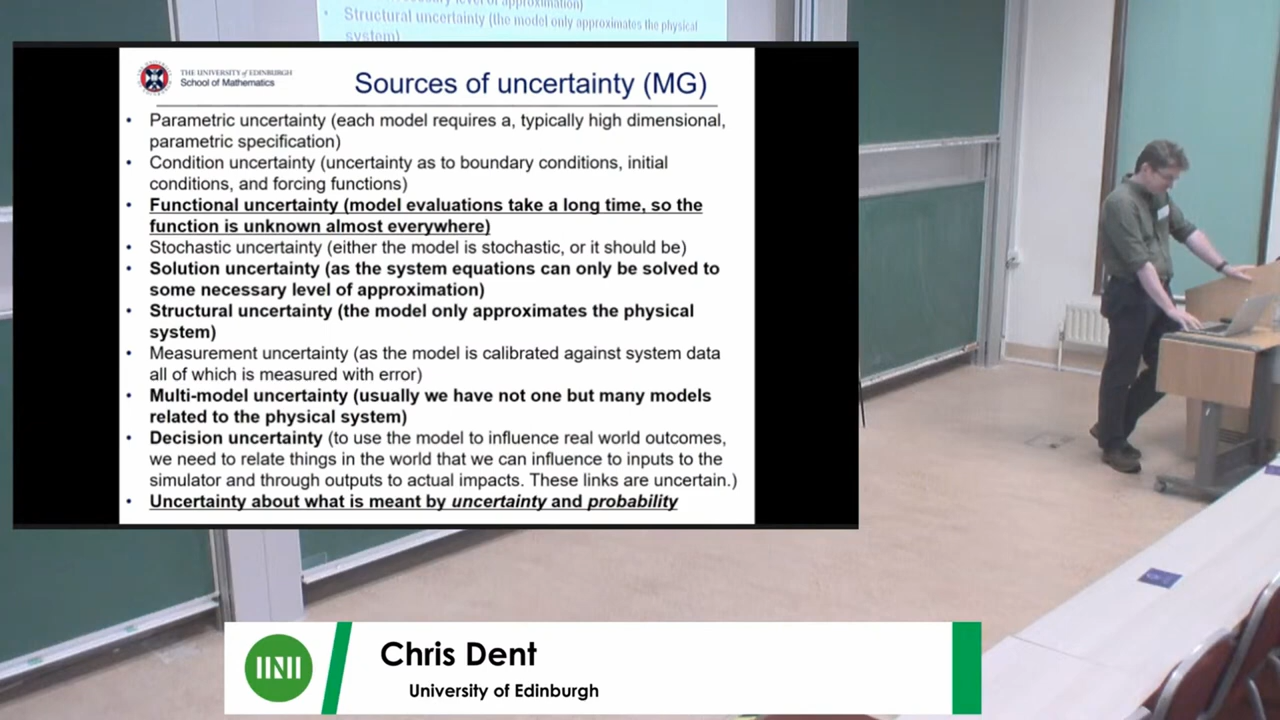 sary level of approximation)
• Structural uncertainty (the model only approximates the physical
system)
THE UNIVERSITY of EDINBURGH
School of Mathematics
Sources of uncertainty (MG)
• Parametric uncertainty (each model requires a, typically high dimensional,
parametric specification)
• Condition uncertainty (uncertainty as to boundary conditions, initial
conditions, and forcing functions)
• Functional uncertainty (model evaluations take a long time, so the
function is unknown almost everywhere)
• Stochastic uncertainty (either the model is stochastic, or it should be)
• Solution uncertainty (as the system equations can only be solved to
some necessary level of approximation)
• Structural uncertainty (the model only approximates the physical
system)
• Measurement uncertainty (as the model is calibrated against system data
all of which is measured with error)
• Multi-model uncertainty (usually we have not one but many models
related to the physical system)
• Decision uncertainty (to use the model to influence real world outcomes,
we need to relate things in the world that we can influence to inputs to the
simulator and through outputs to actual impacts. These links are uncertain.)
• Uncertainty about what is meant by uncertainty and probability
Chris Dent
University of Edinburgh